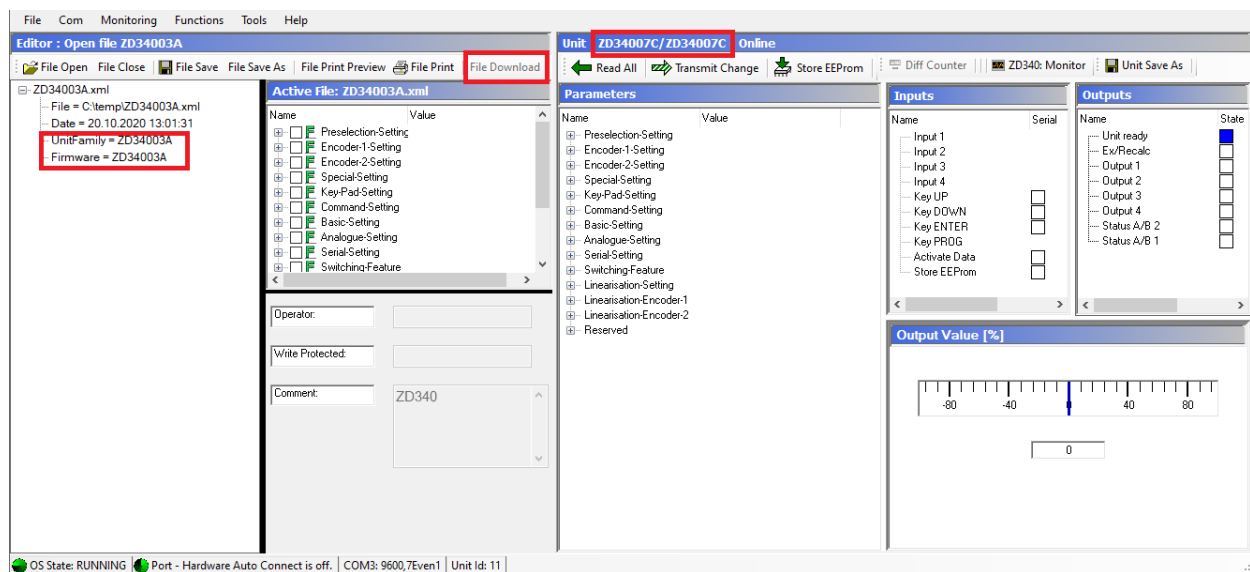 File Com Monitoring Functions Tools Help
Editor : Open file ZD34003A
File Open File Close File Save File Save As File Print Preview File Print File Download
ZD34003A.xml
File = C:\temp\ZD34003A.xml
Date = 20.10.2020 13:01:31
UnitFamily = ZD34003A
Firmware = ZD34003A
Active File: ZD34003A.xml
Name Value
Preselection-Setting
Encoder-1-Setting
Encoder-2-Setting
Special-Setting
Key-Pad-Setting
Command-Setting
Basic-Setting
Analogue-Setting
Serial-Setting
Switching-Feature
Operator:
Write Protected:
Comment:
ZD340
Unit ZD34007C/ZD34007C Online
Read All Transmit Change Store EEProm Diff Counter ZD340: Monitor Unit Save As
Parameters
Name Value
Preselection-Setting
Encoder-1-Setting
Encoder-2-Setting
Special-Setting
Key-Pad-Setting
Command-Setting
Basic-Setting
Analogue-Setting
Serial-Setting
Switching-Feature
Linearisation-Setting
Linearisation-Encoder-1
Linearisation-Encoder-2
Reserved
Inputs
Name Serial
Input 1
Input 2
Input 3
Input 4
Key UP
Key DOWN
Key ENTER
Key PROG
Activate Data
Store EEProm
Outputs
Name State
Unit ready
Ex/Recalc
Output 1
Output 2
Output 3
Output 4
Status A/B 2
Status A/B 1
Output Value [%]
-80 -40 40 80
0
OS State: RUNNING Port - Hardware Auto Connect is off. COM3: 9600,7Even1 Unit Id: 11